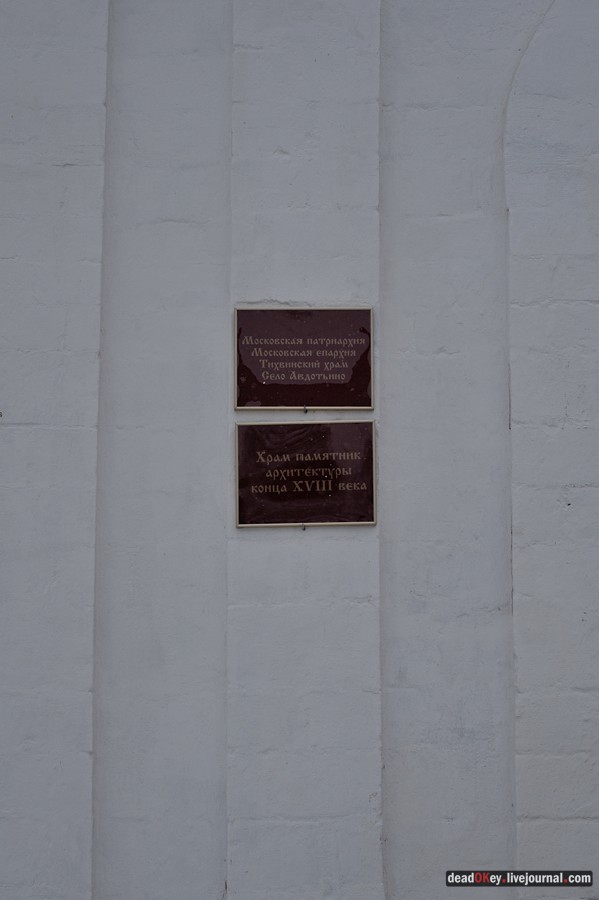 Московская патриархия
Московская епархия
Тихвинский храм
Село Авдотьино
Храм памятник
архитектуры
конца XVIII века
deadOKey.livejournal.com